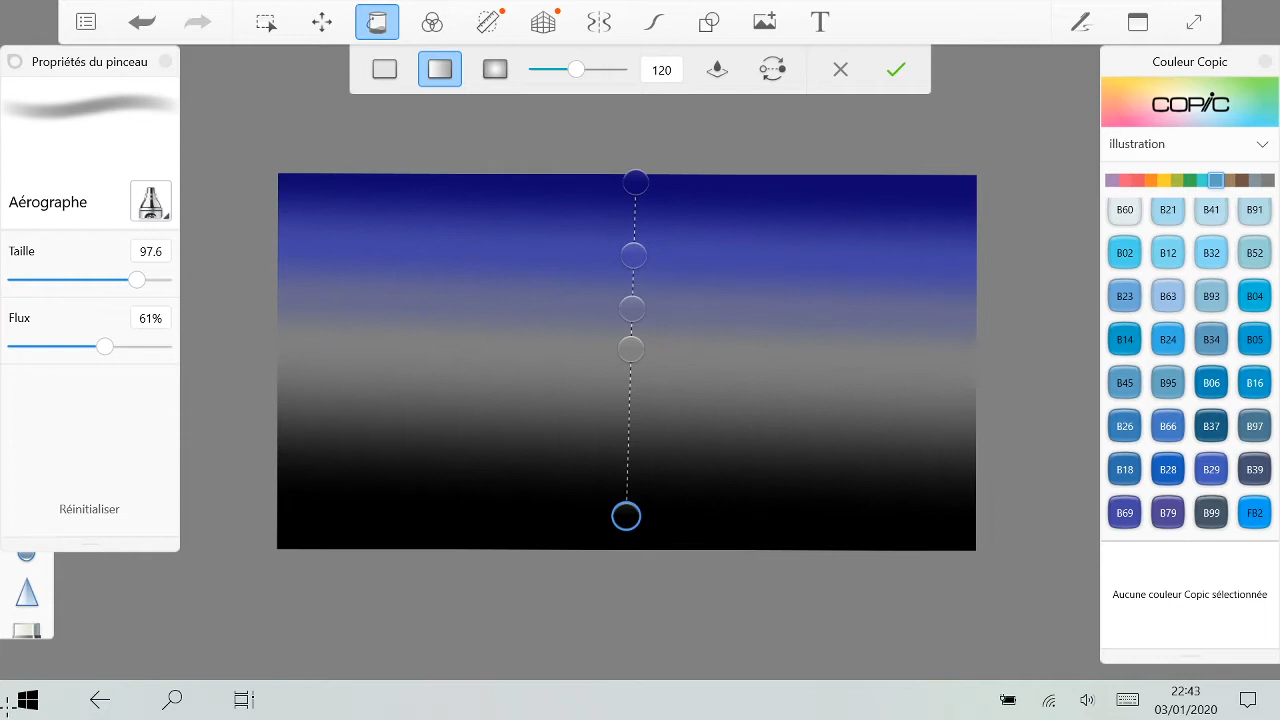 T
120
Propriétés du pinceau
Aérographe
Taille
97.6
Flux
61%
Réinitialiser
Couleur Copic
COPIC
illustration
B60 B21 B41 B91
B02 B12 B32 B52
B23 B63 B93 B04
B14 B24 B34 B05
B45 B95 B06 B16
B26 B66 B37 B97
B18 B28 B29 B39
B69 B79 B99 FB2
Aucune couleur Copic sélectionnée
22:43
03/01/2020